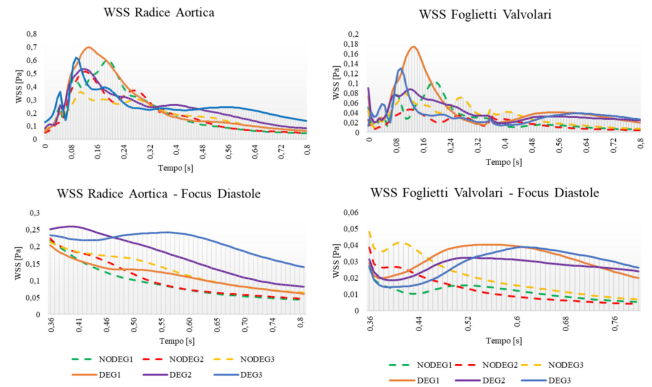 WSS Radice Aortica
WSS [Pa]
0,8
0,7
0,6
0,5
0,4
0,3
0,2
0,1
0
0 0,08 0,16 0,24 0,32 0,4 0,48 0,56 0,64 0,72 0,8
Tempo [s]
WSS Foglietti Valvolari
WSS [Pa]
0,2
0,18
0,16
0,14
0,12
0,1
0,08
0,06
0,04
0,02
0
0 0,08 0,16 0,24 0,32 0,4 0,48 0,56 0,64 0,72 0,8
Tempo [s]
WSS Radice Aortica - Focus Diastole
WSS [Pa]
0,3
0,25
0,2
0,15
0,1
0,05
0
0,36 0,41 0,46 0,5 0,55 0,6 0,65 0,7 0,74 0,8
Tempo [s]
NODEG1 NODEG2 NODEG3
DEG1 DEG2 DEG3
WSS Foglietti Valvolari - Focus Diastole
WSS [Pa]
0,06
0,05
0,04
0,03
0,02
0,01
0
0,36 0,44 0,52 0,6 0,68 0,76
Tempo [s]
NODEG1 NODEG2 NODEG3
DEG1 DEG2 DEG3